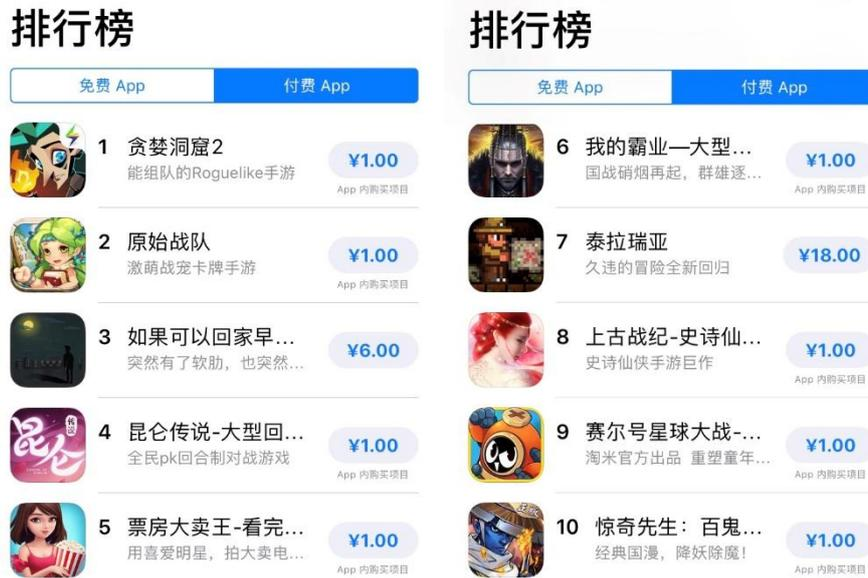 排行榜
免费 App
付费 App
1 贪婪洞窟2
能组队的Roguelike手游
¥1.00
App 内购买项目
2 原始战队
激萌战宠卡牌手游
¥1.00
App 内购买项目
3 如果可以回家早…
突然有了软肋，也突然…
¥6.00
4 昆仑传说-大型回…
全民pk回合制对战游戏
¥1.00
App 内购买项目
昆仑
传说
5 票房大卖王-看完…
用喜爱明星，拍大卖电…
¥1.00
App 内购买项目
排行榜
免费 App
付费 App
6 我的霸业—大型…
国战硝烟再起，群雄逐…
¥1.00
App 内购买项目
7 泰拉瑞亚
久违的冒险全新回归
¥18.00
8 上古战纪-史诗仙…
史诗仙侠手游巨作
¥1.00
App 内购买项目
9 赛尔号星球大战-…
淘米官方出品 重塑童年…
¥1.00
App 内购买项目
10 惊奇先生：百鬼…
经典国漫，降妖除魔！
¥1.00
App 内购买项目